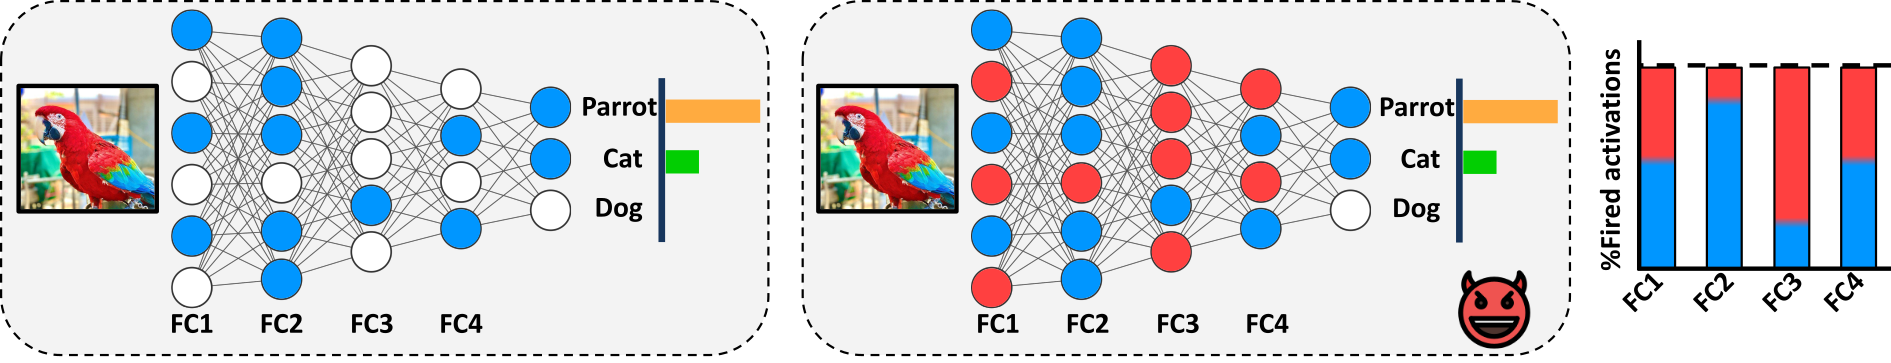 Parrot
Cat
Dog
FC1 FC2 FC3 FC4
Parrot
Cat
Dog
FC1 FC2 FC3 FC4
%Fired activations
FC1 FC2 FC3 FC4